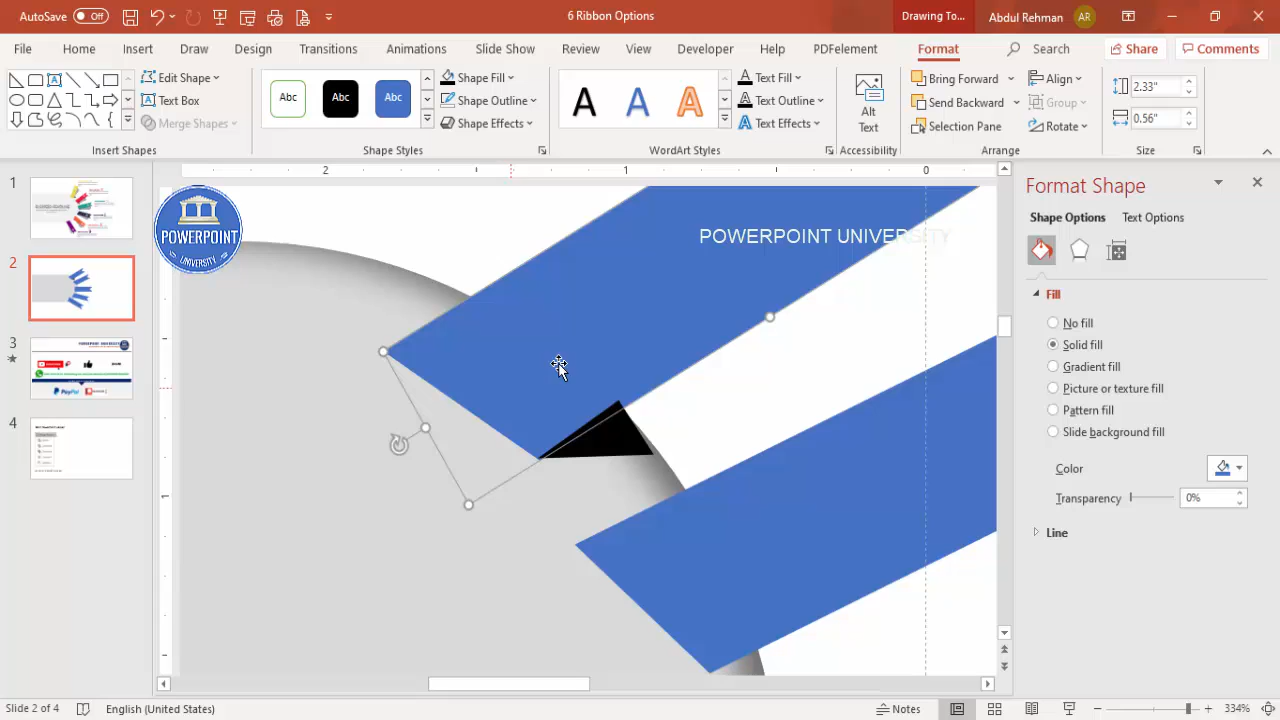 AutoSave Off 6 Ribbon Options Drawing To... Abdul Rehman AR
File Home Insert Draw Design Transitions Animations Slide Show Review View Developer Help PDFelement Format Search Share Comments
Edit Shape
Text Box
Merge Shapes
Insert Shapes
Abc Abc Abc
Shape Fill
Shape Outline
Shape Effects
Shape Styles
A A A
Text Fill
Text Outline
Text Effects
WordArt Styles
Alt
Text
Accessibility
Bring Forward
Send Backward
Selection Pane
Align
Group
Rotate
Arrange
2.33"
0.56"
Size
2 1 0
1
2
3
4
POWERPOINT
UNIVERSITY
POWERPOINT UNIVERSITY
1
Format Shape
Shape Options Text Options
Fill
No fill
Solid fill
Gradient fill
Picture or texture fill
Pattern fill
Slide background fill
Color
Transparency 0%
Line
Slide 2 of 4 English (United States) Notes 334%